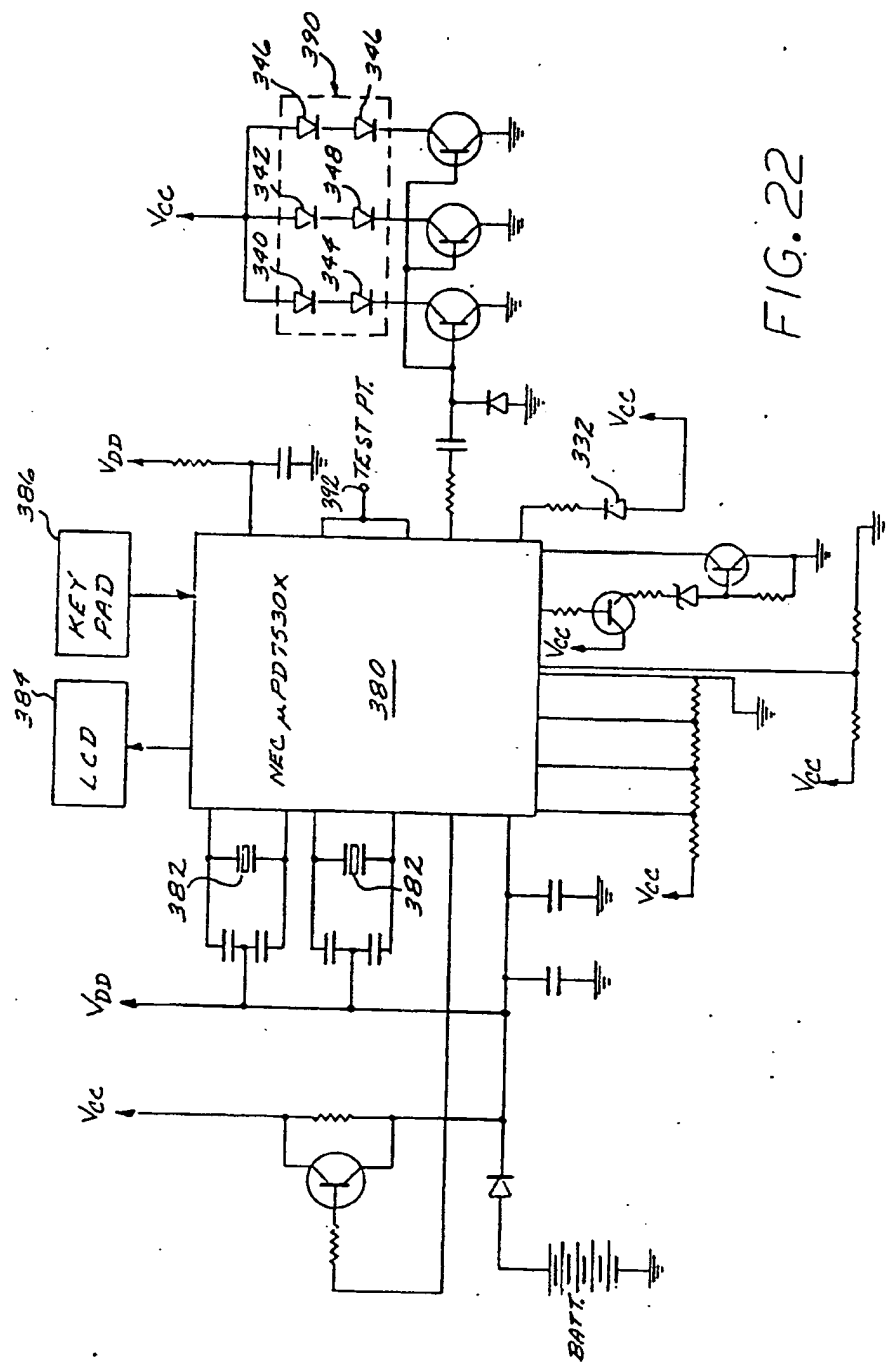 384
386
LCD
KEY
PAD
VDD
VCC
346
342
390
340
344
348
346
VDD
VCC
382
382
NEC μPD7530X
380
392
TEST PT.
332
VCC
VCC
VCC
VCC
BATT.
FIG. 22